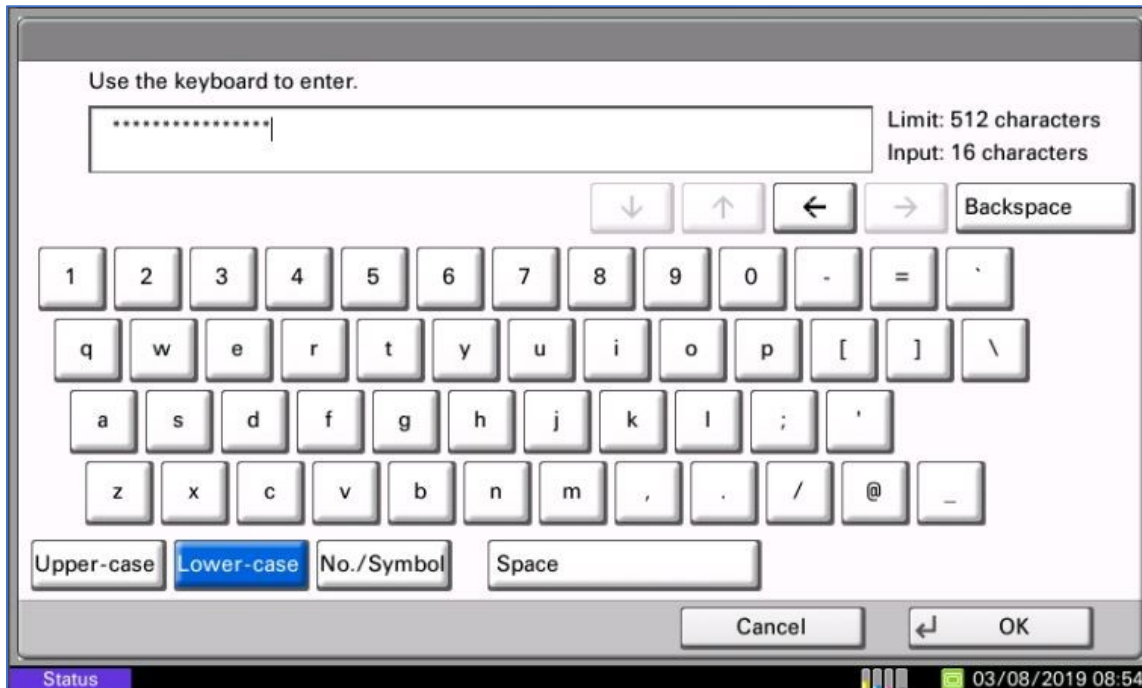 Use the keyboard to enter.
****************
Limit: 512 characters
Input: 16 characters
↓ ↑ ← → Backspace
1 2 3 4 5 6 7 8 9 0 - = `
q w e r t y u i o p [ ] \
a s d f g h j k l ; '
z x c v b n m , . / @ _
Upper-case Lower-case No./Symbol Space
Cancel ↵ OK
Status 03/08/2019 08:54